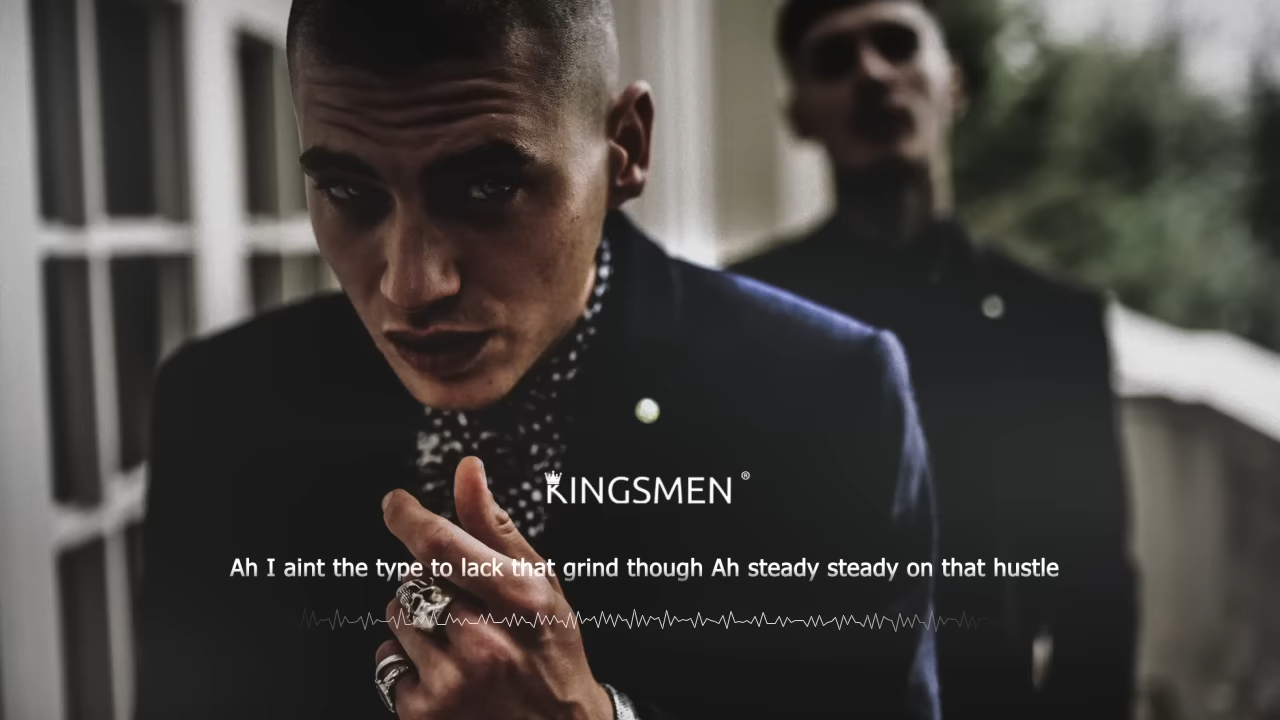 KINGSMEN ®
Ah I aint the type to lack that grind though Ah steady steady on that hustle